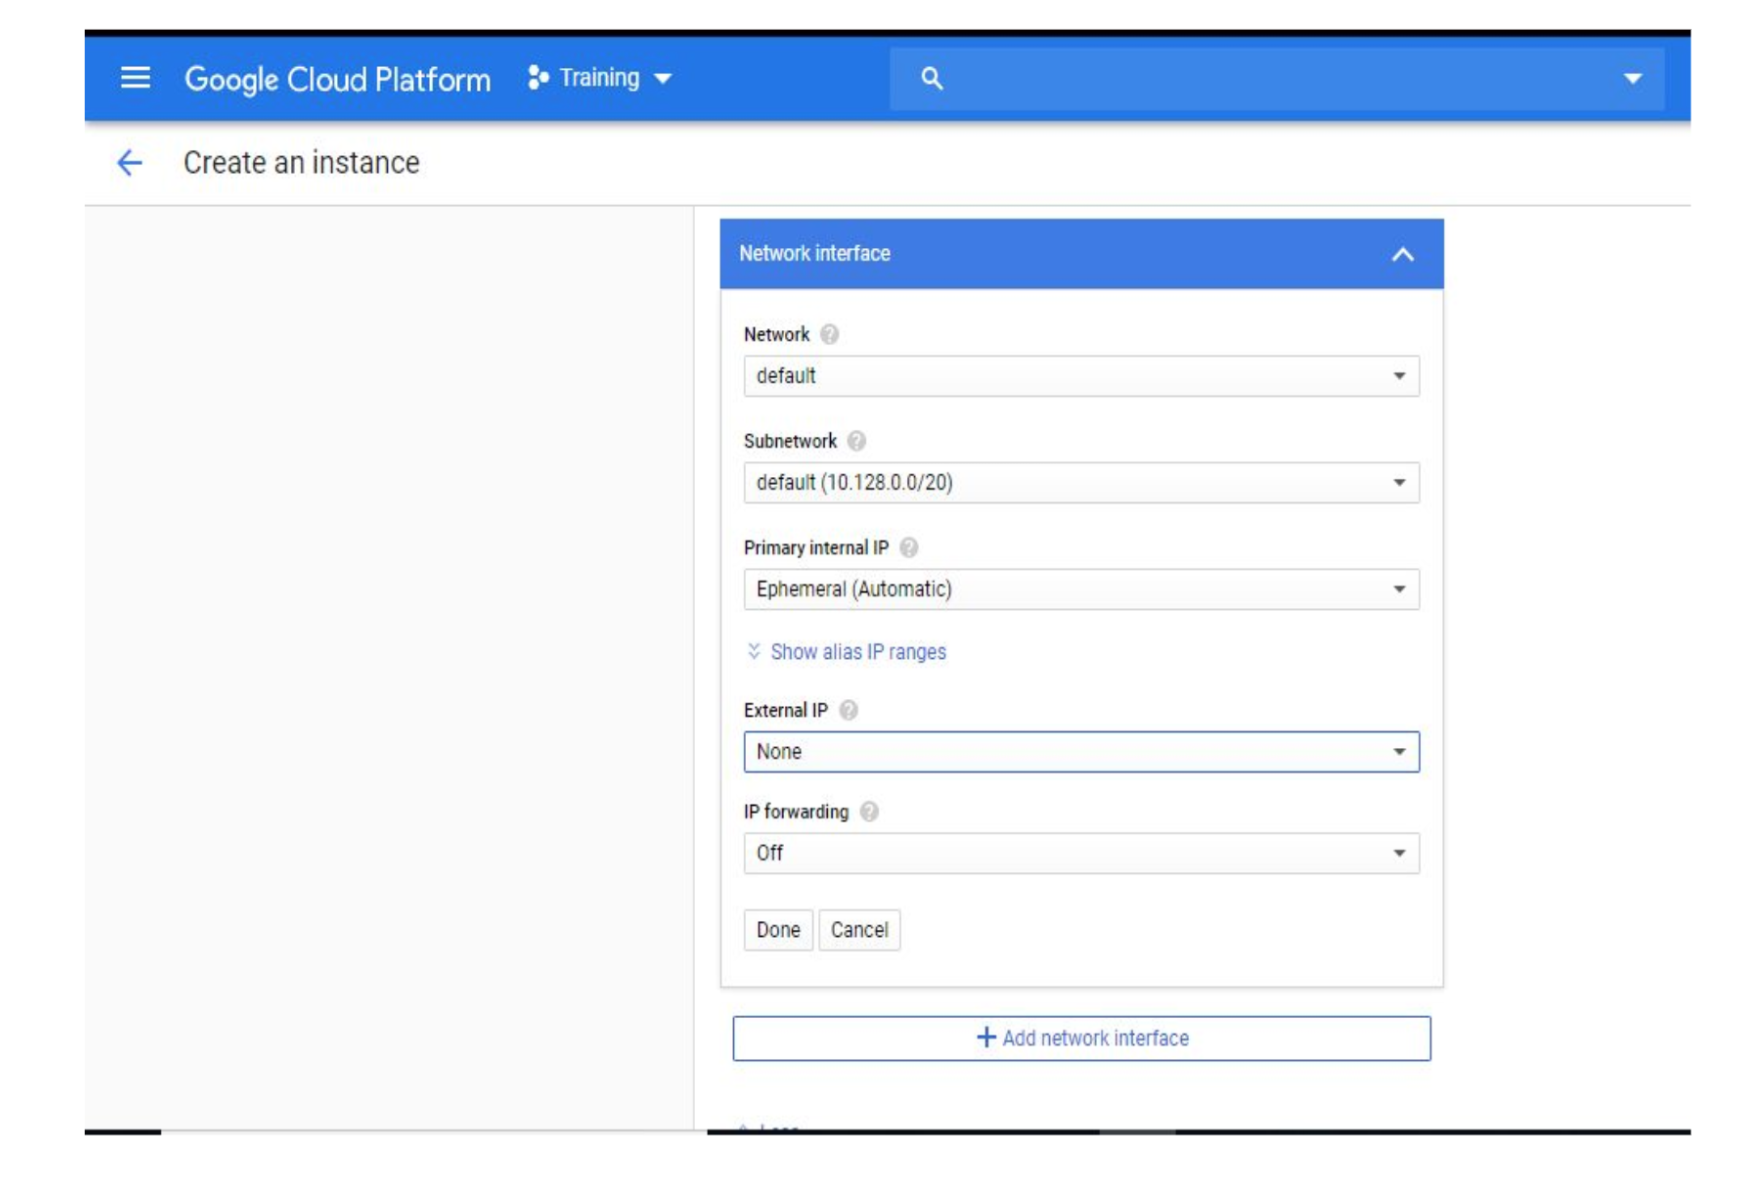 Google Cloud Platform Training
Create an instance
Network interface
Network
default
Subnetwork
default (10.128.0.0/20)
Primary internal IP
Ephemeral (Automatic)
Show alias IP ranges
External IP
None
IP forwarding
Off
Done Cancel
+ Add network interface